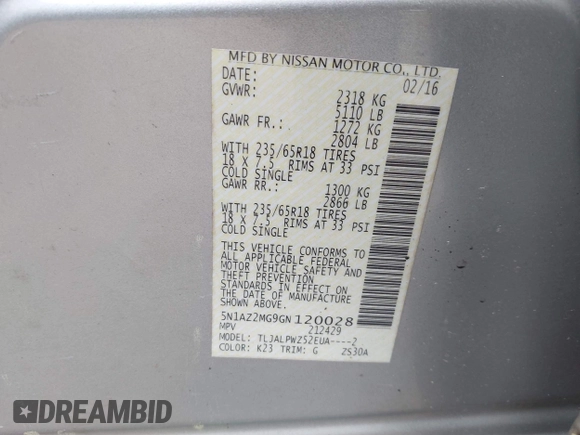 MFD BY NISSAN MOTOR CO., LTD.
DATE: 02/16
GVWR: 2318 KG
5110 LB
GAWR FR.: 1272 KG
2804 LB
WITH 235/65R18 TIRES
18 X 7.5 RIMS AT 33 PSI
COLD SINGLE
GAWR RR.: 1300 KG
2866 LB
WITH 235/65R18 TIRES
18 X 7.5 RIMS AT 33 PSI
COLD SINGLE
THIS VEHICLE CONFORMS TO
ALL APPLICABLE FEDERAL
MOTOR VEHICLE SAFETY AND
THEFT PREVENTION
STANDARDS IN EFFECT ON
THE DATE OF MANUFACTURE
SHOWN ABOVE.
5N1AZ2MG9GN120028
MPV 212429
TYPE: TLJALPWZ52EUA----2
COLOR: K23 TRIM: G ZS30A
DREAMBID